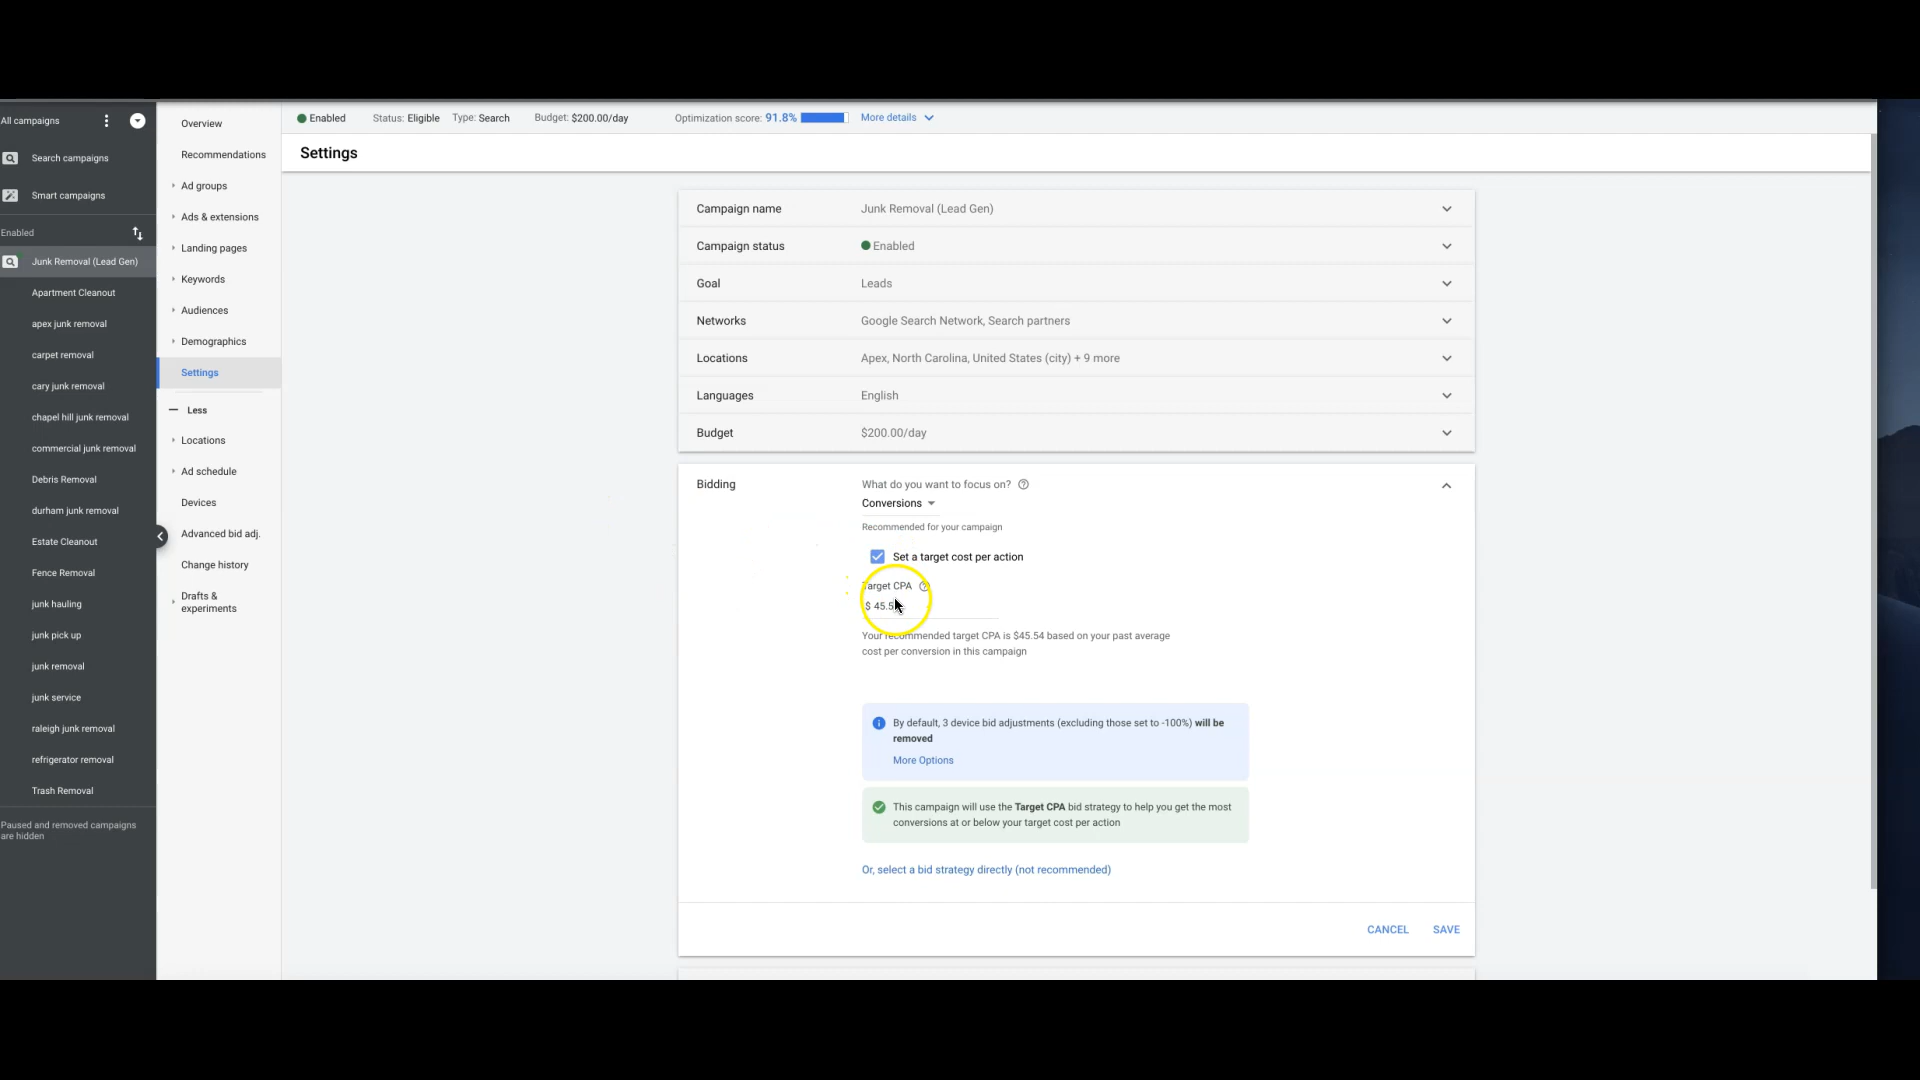 All campaigns
Search campaigns
Smart campaigns
Enabled
Junk Removal (Lead Gen)
Apartment Cleanout
apex junk removal
carpet removal
cary junk removal
chapel hill junk removal
commercial junk removal
Debris Removal
durham junk removal
Estate Cleanout
Fence Removal
junk hauling
junk pick up
junk removal
junk service
raleigh junk removal
refrigerator removal
Trash Removal
Paused and removed campaigns
are hidden
Overview
Recommendations
Ad groups
Ads & extensions
Landing pages
Keywords
Audiences
Demographics
Settings
Less
Locations
Ad schedule
Devices
Advanced bid adj.
Change history
Drafts &
experiments
Enabled Status: Eligible Type: Search Budget: $200.00/day Optimization score: 91.8% More details
Settings
Campaign name Junk Removal (Lead Gen)
Campaign status Enabled
Goal Leads
Networks Google Search Network, Search partners
Locations Apex, North Carolina, United States (city) + 9 more
Languages English
Budget $200.00/day
Bidding What do you want to focus on?
Conversions
Recommended for your campaign
Set a target cost per action
Target CPA
$
Your recommended target CPA is $45.54 based on your past average
cost per conversion in this campaign
By default, 3 device bid adjustments (excluding those set to -100%) will be
removed
More Options
This campaign will use the Target CPA bid strategy to help you get the most
conversions at or below your target cost per action
Or, select a bid strategy directly (not recommended)
CANCEL SAVE